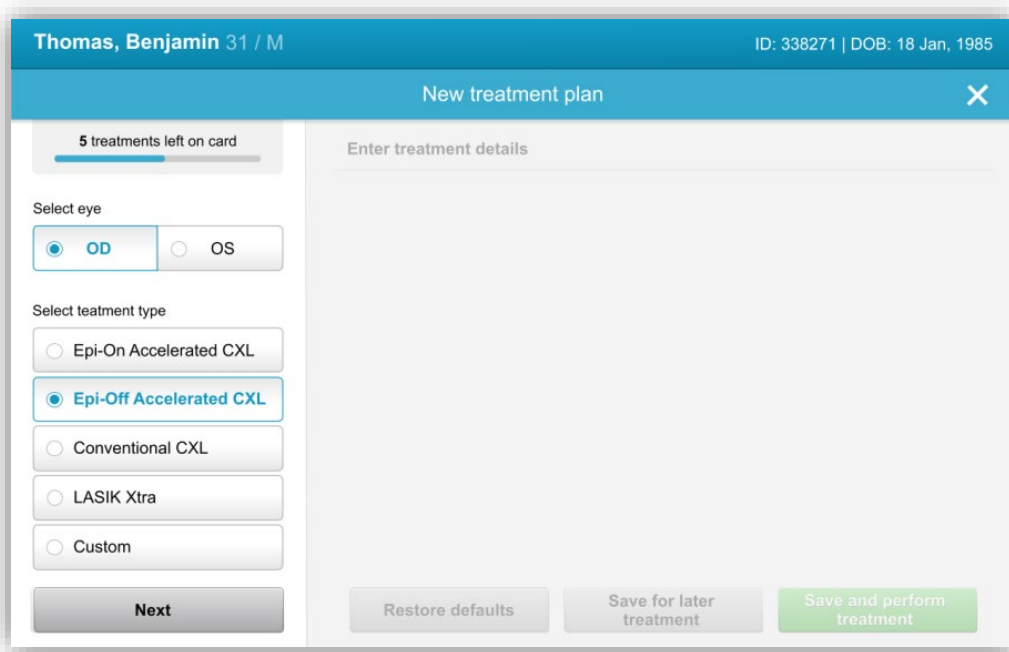 Thomas, Benjamin 31 / M
ID: 338271 | DOB: 18 Jan, 1985
New treatment plan
5 treatments left on card
Enter treatment details
Select eye
OD
OS
Select teatment type
Epi-On Accelerated CXL
Epi-Off Accelerated CXL
Conventional CXL
LASIK Xtra
Custom
Next
Restore defaults
Save for later
treatment
Save and perform
treatment